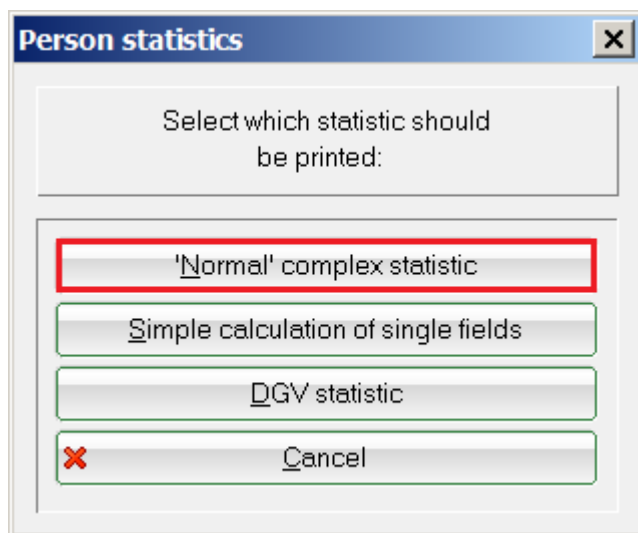 Person statistics
Select which statistic should
be printed:
'Normal' complex statistic
Simple calculation of single fields
DGV statistic
Cancel